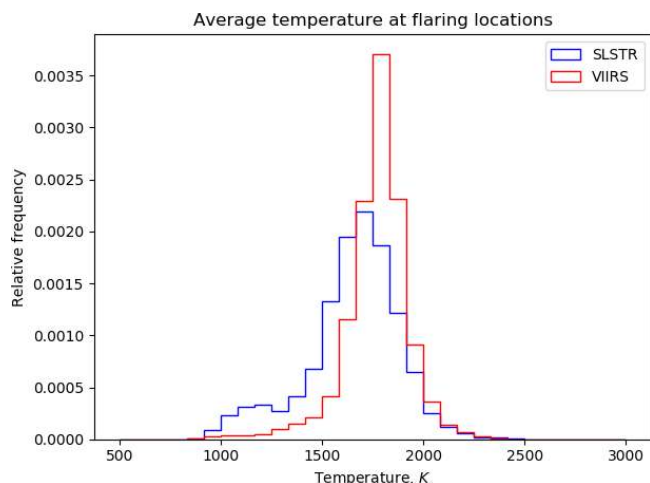 Average temperature at flaring locations
SLSTR
VIIRS
Relative frequency
0.0035
0.0030
0.0025
0.0020
0.0015
0.0010
0.0005
0.0000
500 1000 1500 2000 2500 3000
Temperature, K